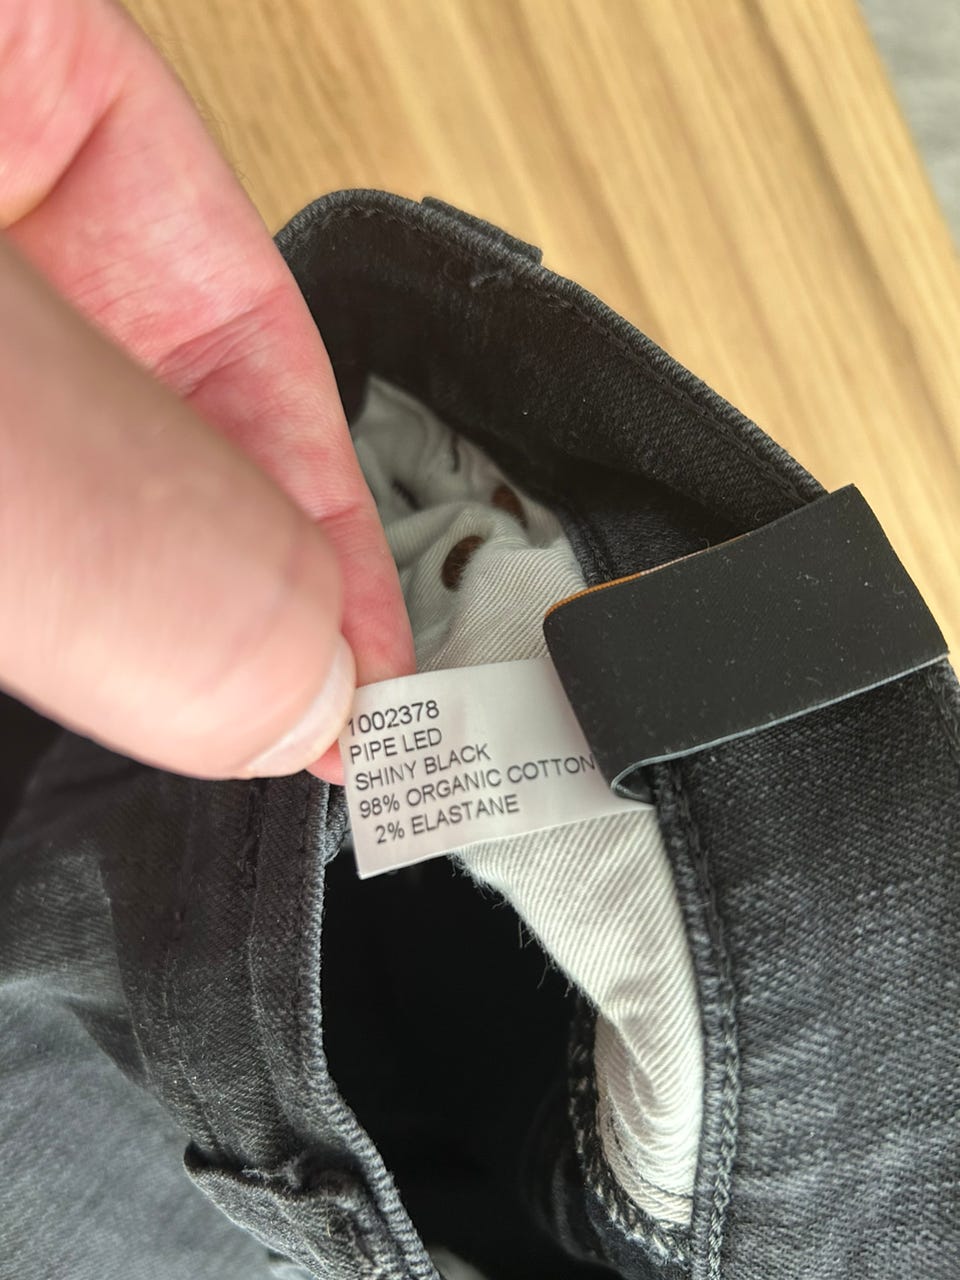 1002378
PIPE LED
SHINY BLACK
98% ORGANIC COTTON
2% ELASTANE